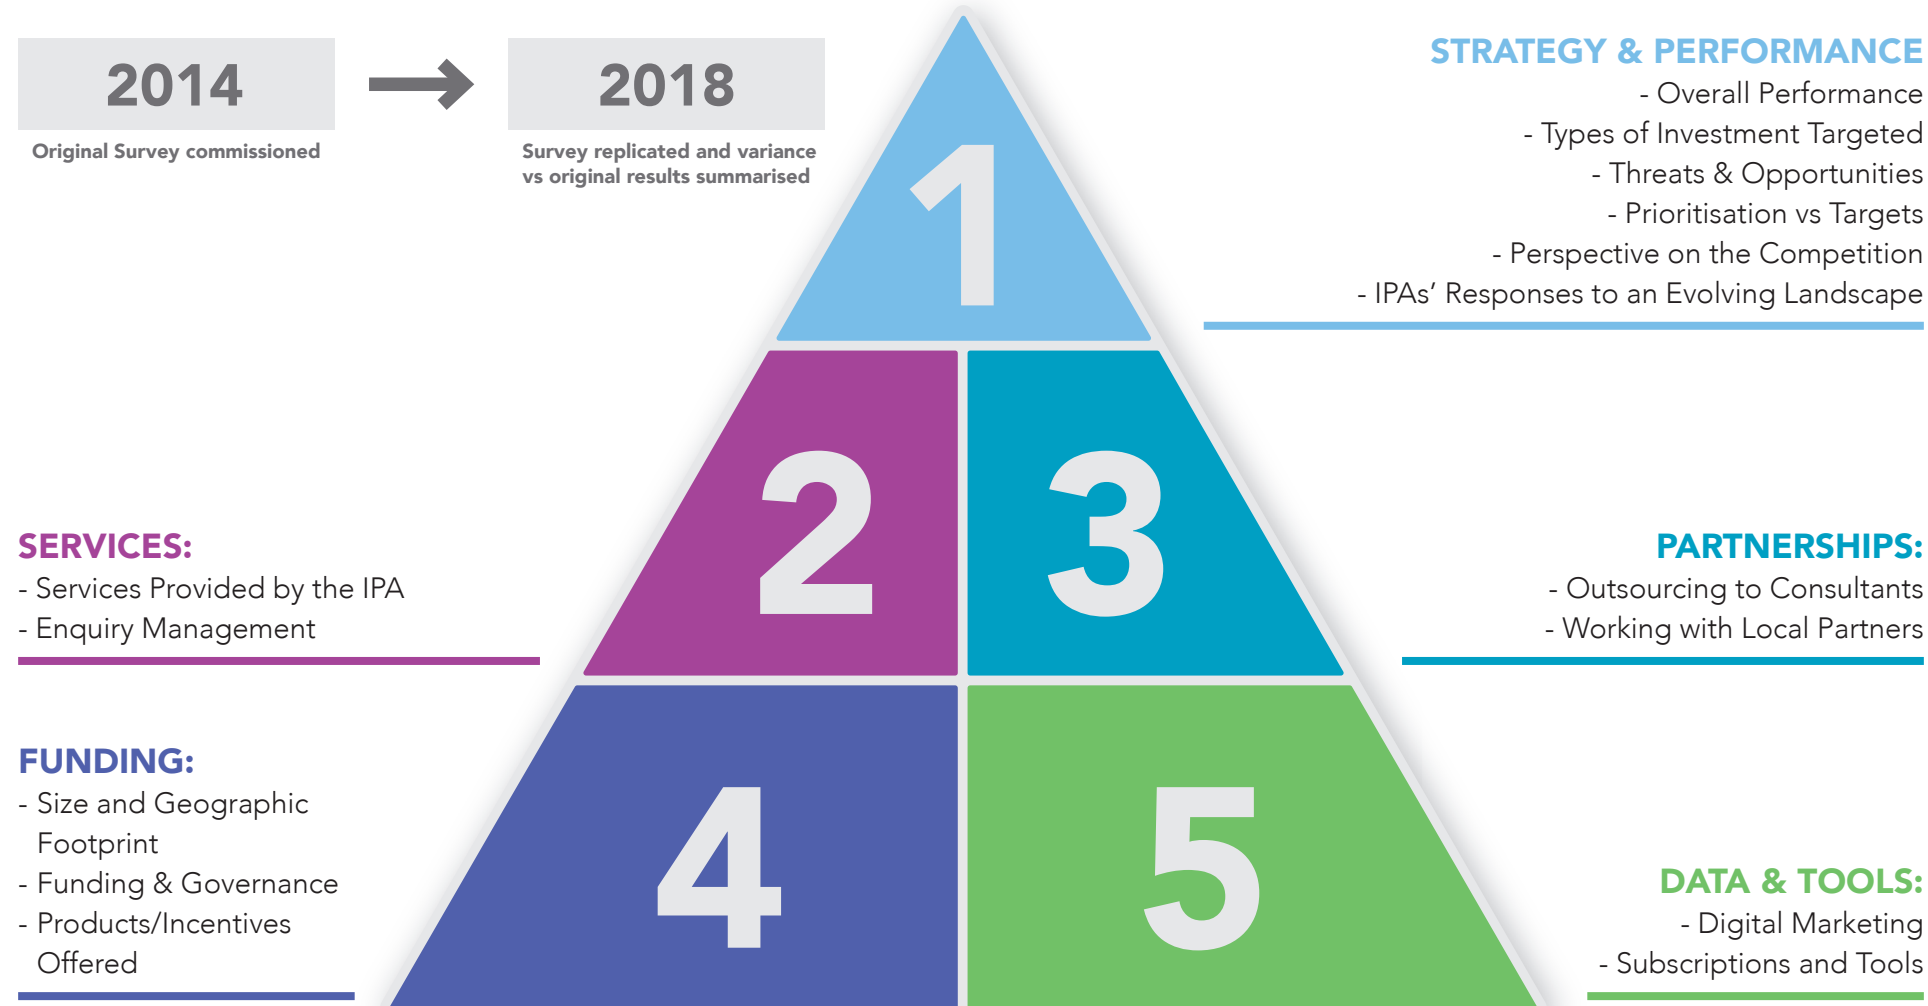 2014
Original Survey commissioned
2018
Survey replicated and variance
vs original results summarised
1
STRATEGY & PERFORMANCE
- Overall Performance
- Types of Investment Targeted
- Threats & Opportunities
- Prioritisation vs Targets
- Perspective on the Competition
- IPAs’ Responses to an Evolving Landscape
SERVICES:
- Services Provided by the IPA
- Enquiry Management
2
3
PARTNERSHIPS:
- Outsourcing to Consultants
- Working with Local Partners
FUNDING:
- Size and Geographic
Footprint
- Funding & Governance
- Products/Incentives
Offered
4
5
DATA & TOOLS:
- Digital Marketing
- Subscriptions and Tools